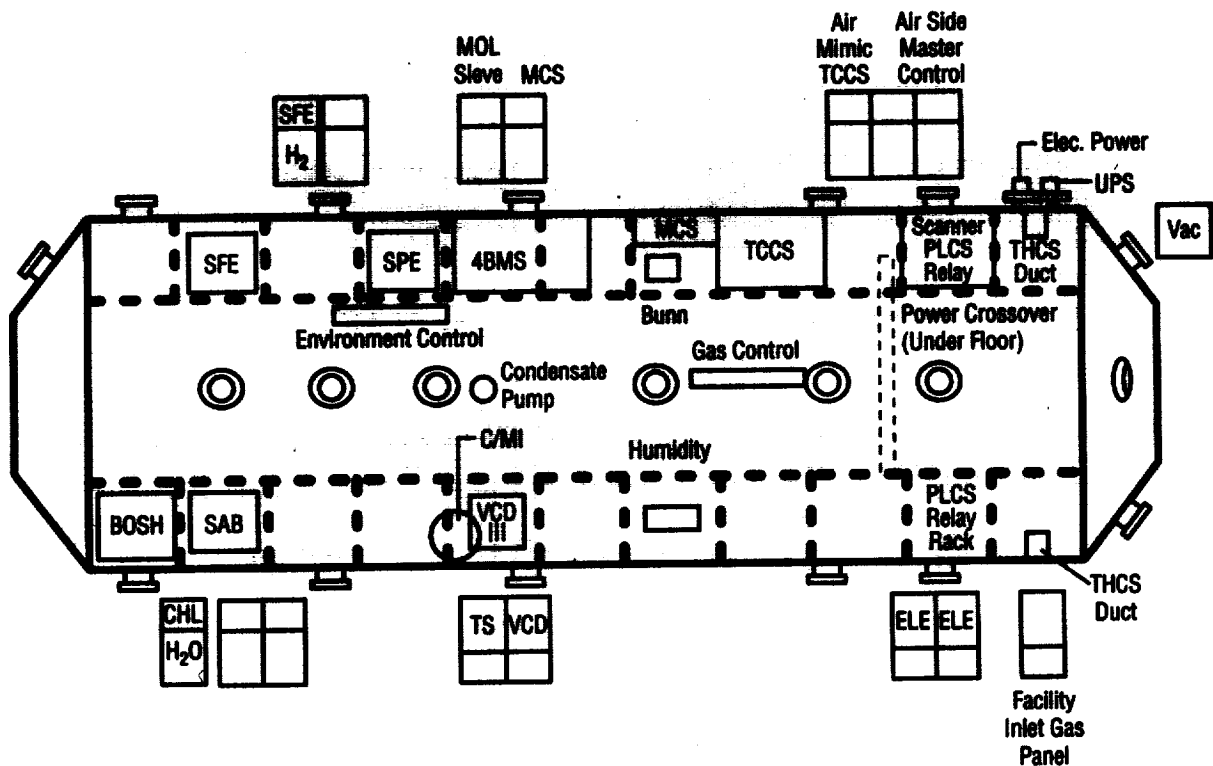 MOL
Sieve
MCS
Air
Mimic
TCCS
Air Side
Master
Control
SFE
H₂
Elec. Power
UPS
Vac
SFE
SPE
4BMS
MCS
TCCS
Scanner
PLCS
Relay
THCS
Duct
Environment Control
Bunn
Power Crossover
(Under Floor)
Gas Control
Condensate
Pump
C/MI
Humidity
BOSH
SAB
VCD
III
PLCS
Relay
Rack
THCS
Duct
CHL
H₂O
TS
VCD
ELE
ELE
Facility
Inlet Gas
Panel